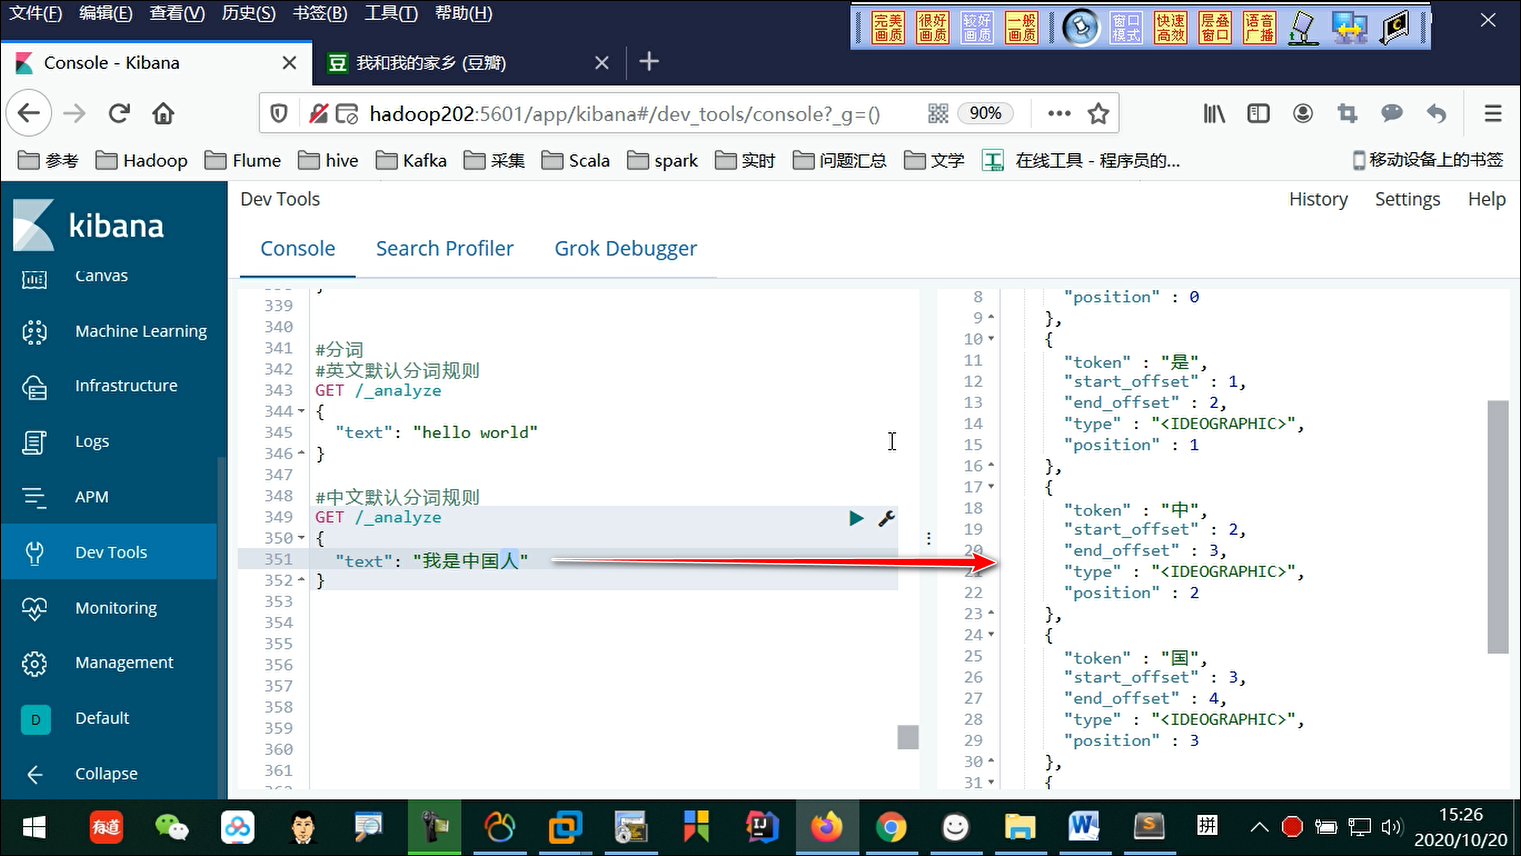 文件(F) 编辑(E) 查看(V) 历史(S) 书签(B) 工具(T) 帮助(H)
完美画质 很好画质 较好画质 一般画质 窗口模式 快速高效 层叠窗口 语音广播
Console - Kibana
豆 我和我的家乡 (豆瓣)
hadoop202:5601/app/kibana#/dev_tools/console?_g=()
90%
参考 Hadoop Flume hive Kafka 采集 Scala spark 实时 问题汇总 文学 在线工具 - 程序员的... 移动设备上的书签
kibana
Canvas
Machine Learning
Infrastructure
Logs
APM
Dev Tools
Monitoring
Management
D Default
Collapse
Dev Tools
History Settings Help
Console Search Profiler Grok Debugger
}
339
340
341 #分词
342 #英文默认分词规则
343 GET /_analyze
344 {
345 "text": "hello world"
346 }
347
348 #中文默认分词规则
349 GET /_analyze
350 {
351 "text": "我是中国人"
352 }
353
354
355
356
357
358
359
360
361
8 "position" : 0
9 },
10 {
11 "token" : "是",
12 "start_offset" : 1,
13 "end_offset" : 2,
14 "type" : "<IDEOGRAPHIC>",
15 "position" : 1
16 },
17 {
18 "token" : "中",
19 "start_offset" : 2,
20 "end_offset" : 3,
21 "type" : "<IDEOGRAPHIC>",
22 "position" : 2
23 },
24 {
25 "token" : "国",
26 "start_offset" : 3,
27 "end_offset" : 4,
28 "type" : "<IDEOGRAPHIC>",
29 "position" : 3
30 },
31 {
有道
IJ
W
S
拼
15:26
2020/10/20